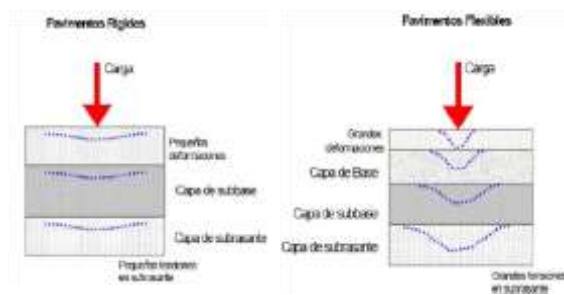 Pavimentos Rígidos
Carga
Pequeñas
deformaciones
Capa de subbase
Capa de subrasante
Pequeñas tensiones
en subrasante
Pavimentos Flexibles
Carga
Grandes
deformaciones
Capa de Base
Capa de subbase
Capa de subrasante
Grandes tensiones
en subrasante